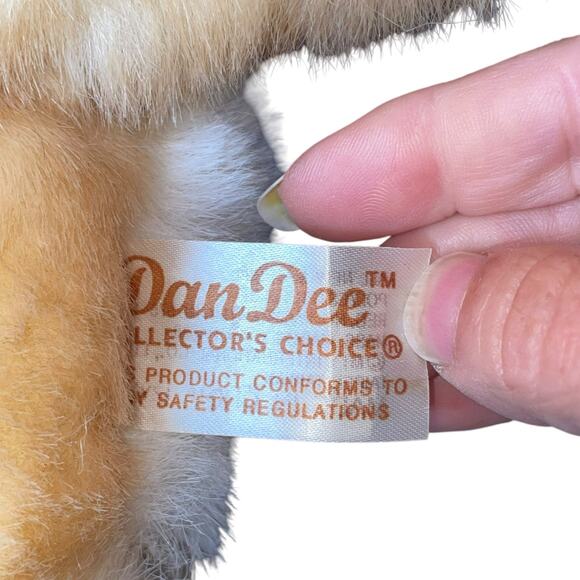 Dan Dee™
LLECTOR'S CHOICE®
S PRODUCT CONFORMS TO
Y SAFETY REGULATIONS